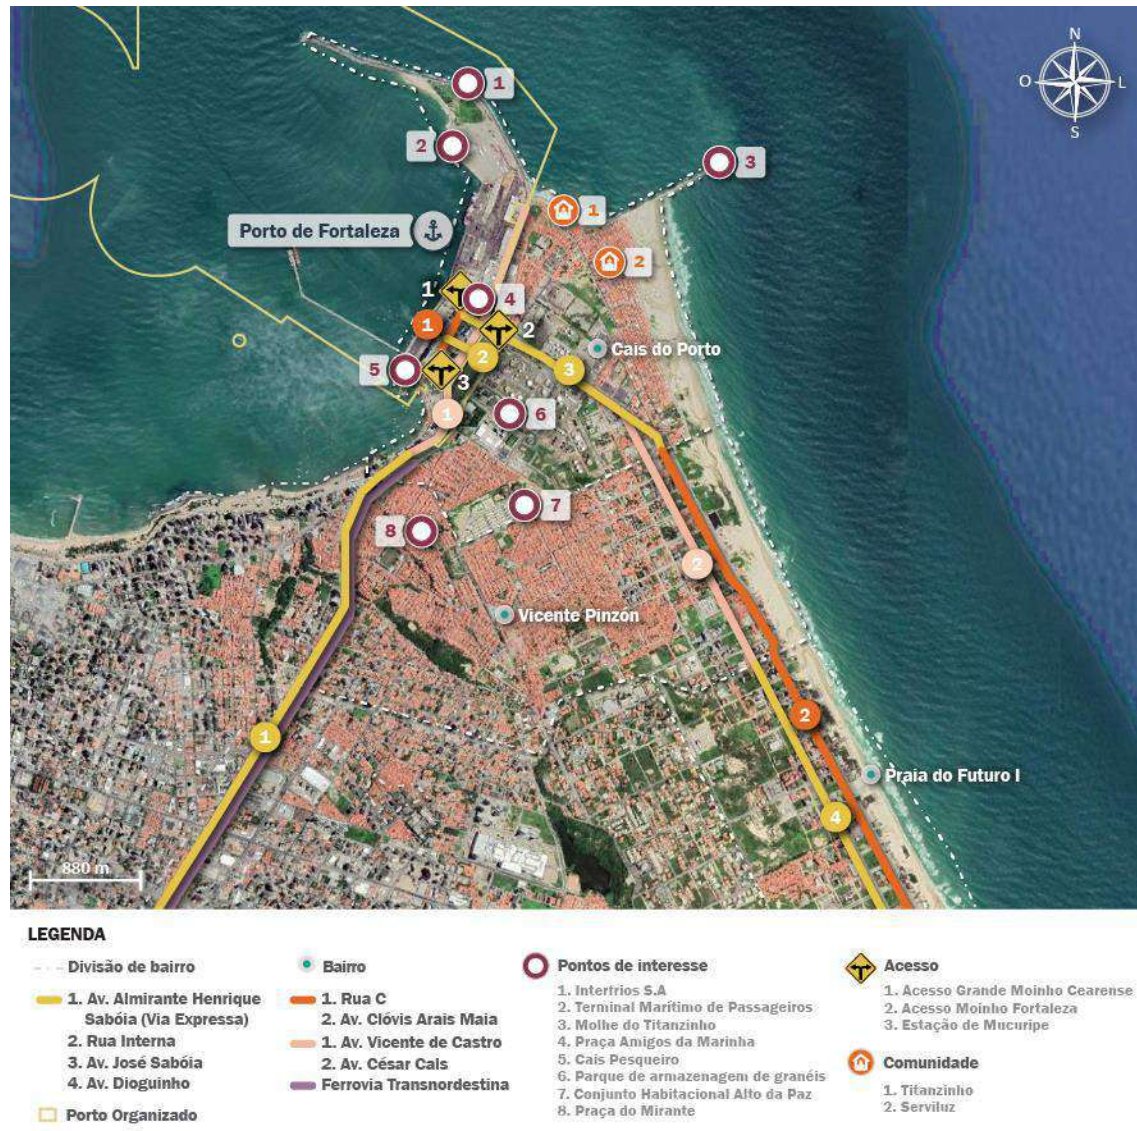 N
O
L
S
1
2
3
1
2
Porto de Fortaleza
1
4
1
2
2
3
Cais do Porto
5
3
1
6
7
8
2
Vicente Pinzón
2
1
Praia do Futuro I
4
880 m
LEGENDA
Divisão de bairro
1. Av. Almirante Henrique
Sabóia (Via Expressa)
2. Rua Interna
3. Av. José Sabóia
4. Av. Dioguinho
Porto Organizado
Bairro
1. Rua C
2. Av. Clóvis Arais Maia
1. Av. Vicente de Castro
2. Av. César Cals
Ferrovia Transnordestina
Pontos de interesse
1. Interfrios S.A
2. Terminal Marítimo de Passageiros
3. Molhe do Titanzinho
4. Praça Amigos da Marinha
5. Cais Pesqueiro
6. Parque de armazenagem de granéis
7. Conjunto Habitacional Alto da Paz
8. Praça do Mirante
Acesso
1. Acesso Grande Moinho Cearense
2. Acesso Moinho Fortaleza
3. Estação de Mucuripe
Comunidade
1. Titanzinho
2. Serviluz